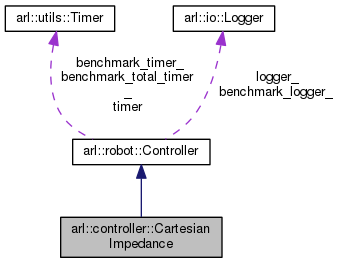 arl::utils::Timer
arl::io::Logger
benchmark_timer_
benchmark_total_timer
_
timer
logger_
benchmark_logger_
arl::robot::Controller
arl::controller::Cartesian
Impedance